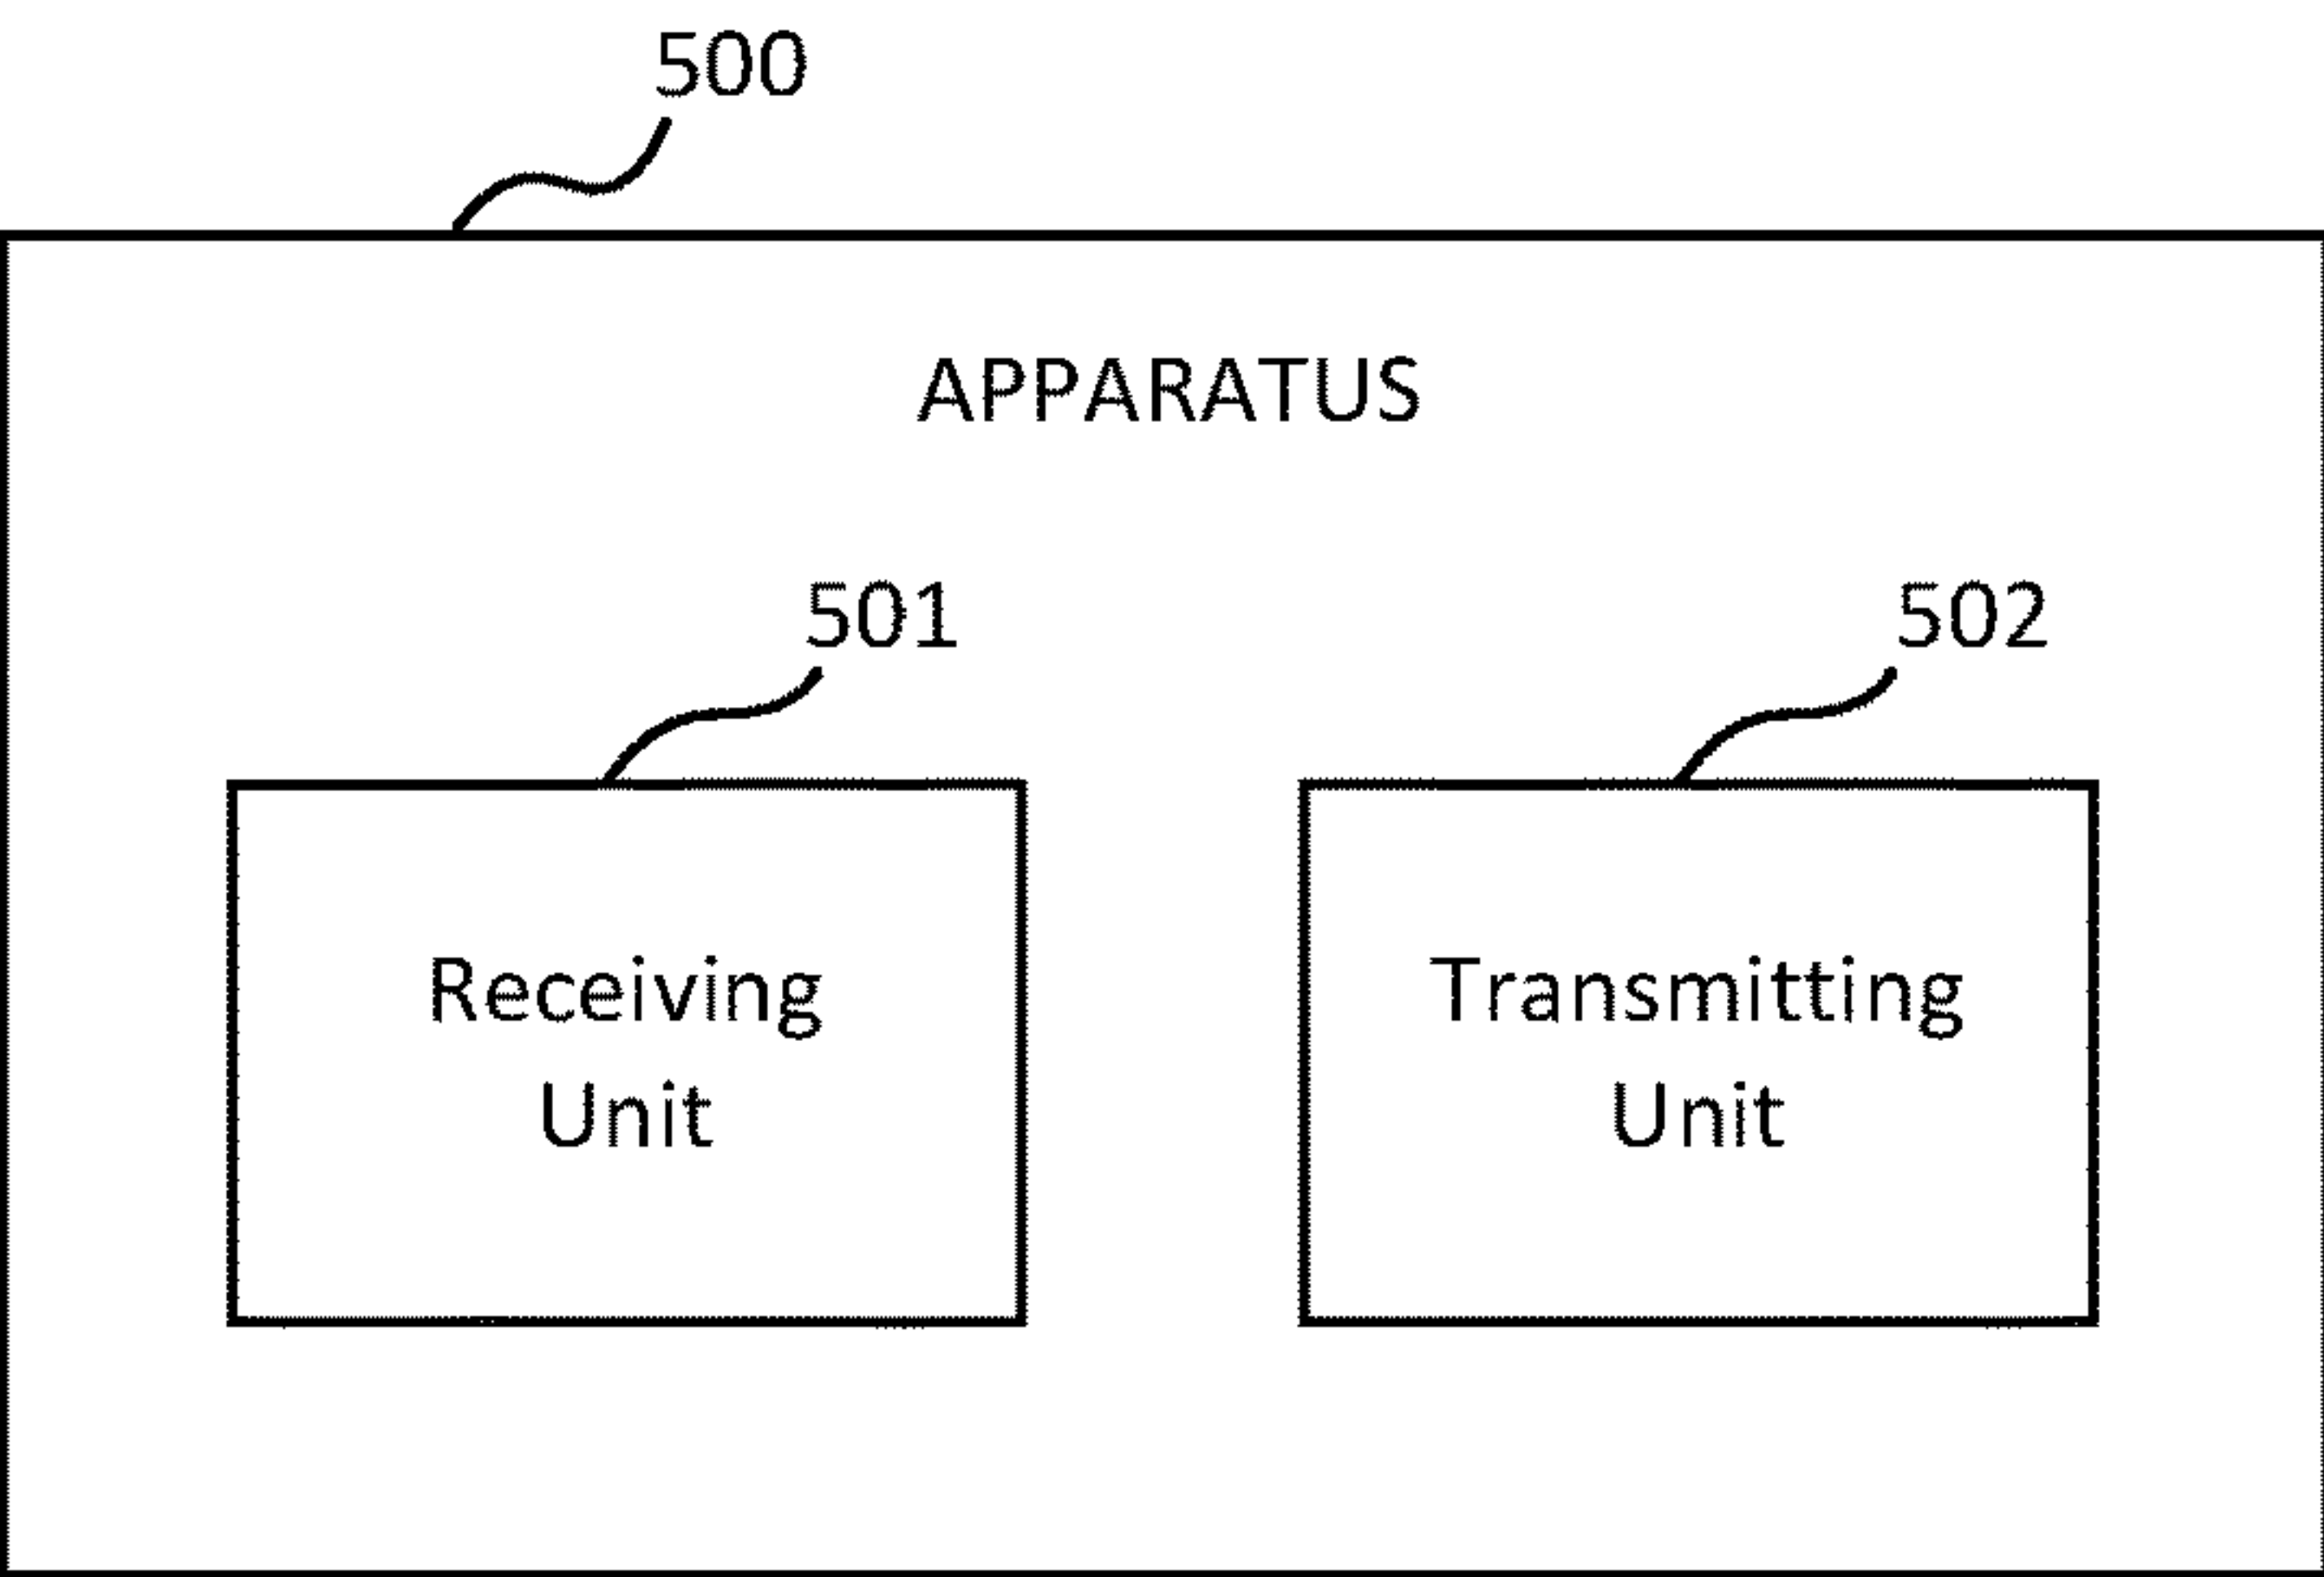 500
APPARATUS
501
502
Receiving
Unit
Transmitting
Unit